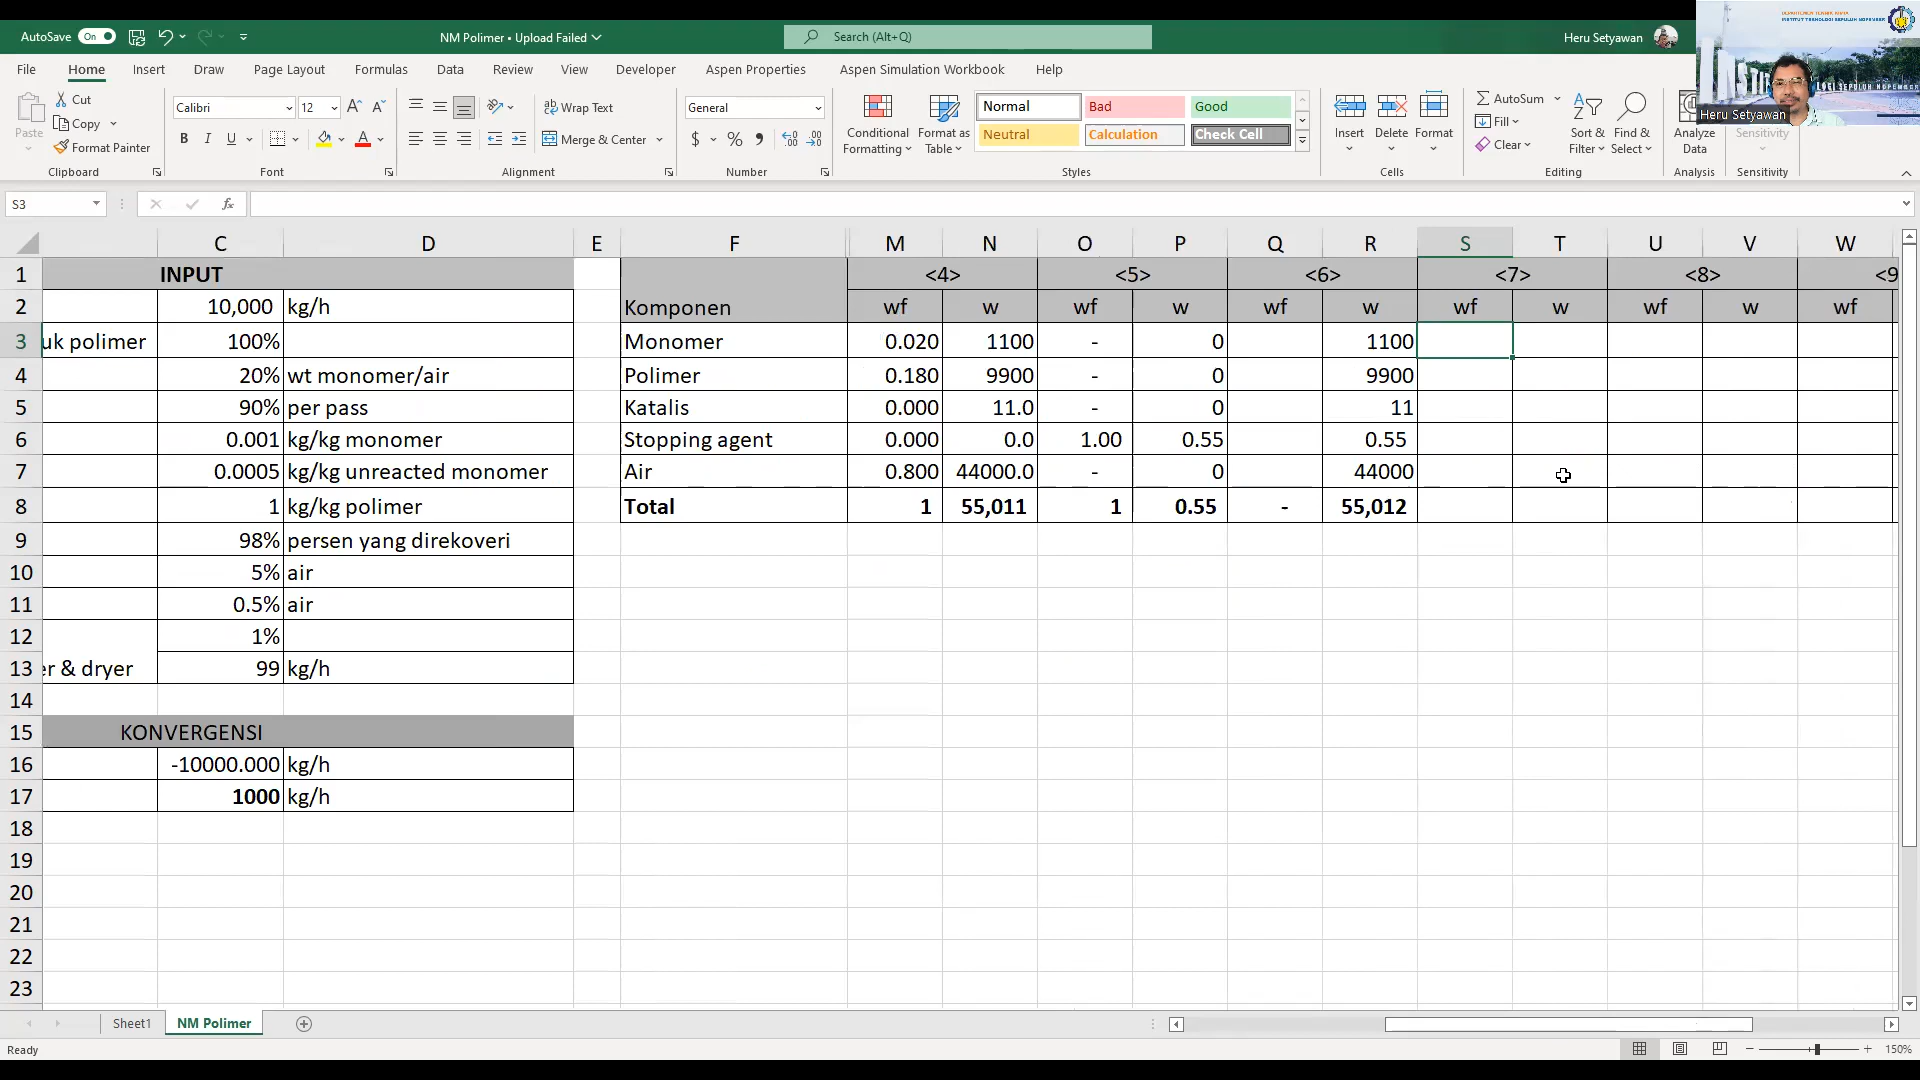 AutoSave On
NM Polimer • Upload Failed
Search (Alt+Q)
Heru Setyawan
DEPARTEMEN TEKNIK KIMIA
INSTITUT TEKNOLOGI SEPULUH NOPEMBER
Heru Setyawan
File Home Insert Draw Page Layout Formulas Data Review View Developer Aspen Properties Aspen Simulation Workbook Help
Paste
Cut
Copy
Format Painter
Clipboard
Calibri 12
B I U
Font
Wrap Text
Merge & Center
Alignment
General
$ % ,
Number
Conditional Formatting
Format as Table
Normal Bad Good
Neutral Calculation Check Cell
Styles
Insert Delete Format
Cells
AutoSum
Fill
Clear
Sort & Filter
Find & Select
Editing
Analyze Data
Analysis
Sensitivity
Sensitivity
S3 fx
C D E F M N O P Q R S T U V W
1 INPUT <4> <5> <6> <7> <8> <9
2 10,000 kg/h Komponen wf w wf w wf w wf w wf w wf
3 uk polimer 100% Monomer 0.020 1100 - 0 1100
4 20% wt monomer/air Polimer 0.180 9900 - 0 9900
5 90% per pass Katalis 0.000 11.0 - 0 11
6 0.001 kg/kg monomer Stopping agent 0.000 0.0 1.00 0.55 0.55
7 0.0005 kg/kg unreacted monomer Air 0.800 44000.0 - 0 44000
8 1 kg/kg polimer Total 1 55,011 1 0.55 - 55,012
9 98% persen yang direkoveri
10 5% air
11 0.5% air
12 1%
13 er & dryer 99 kg/h
14
15 KONVERGENSI
16 -10000.000 kg/h
17 1000 kg/h
18
19
20
21
22
23
Sheet1 NM Polimer
Ready 150%